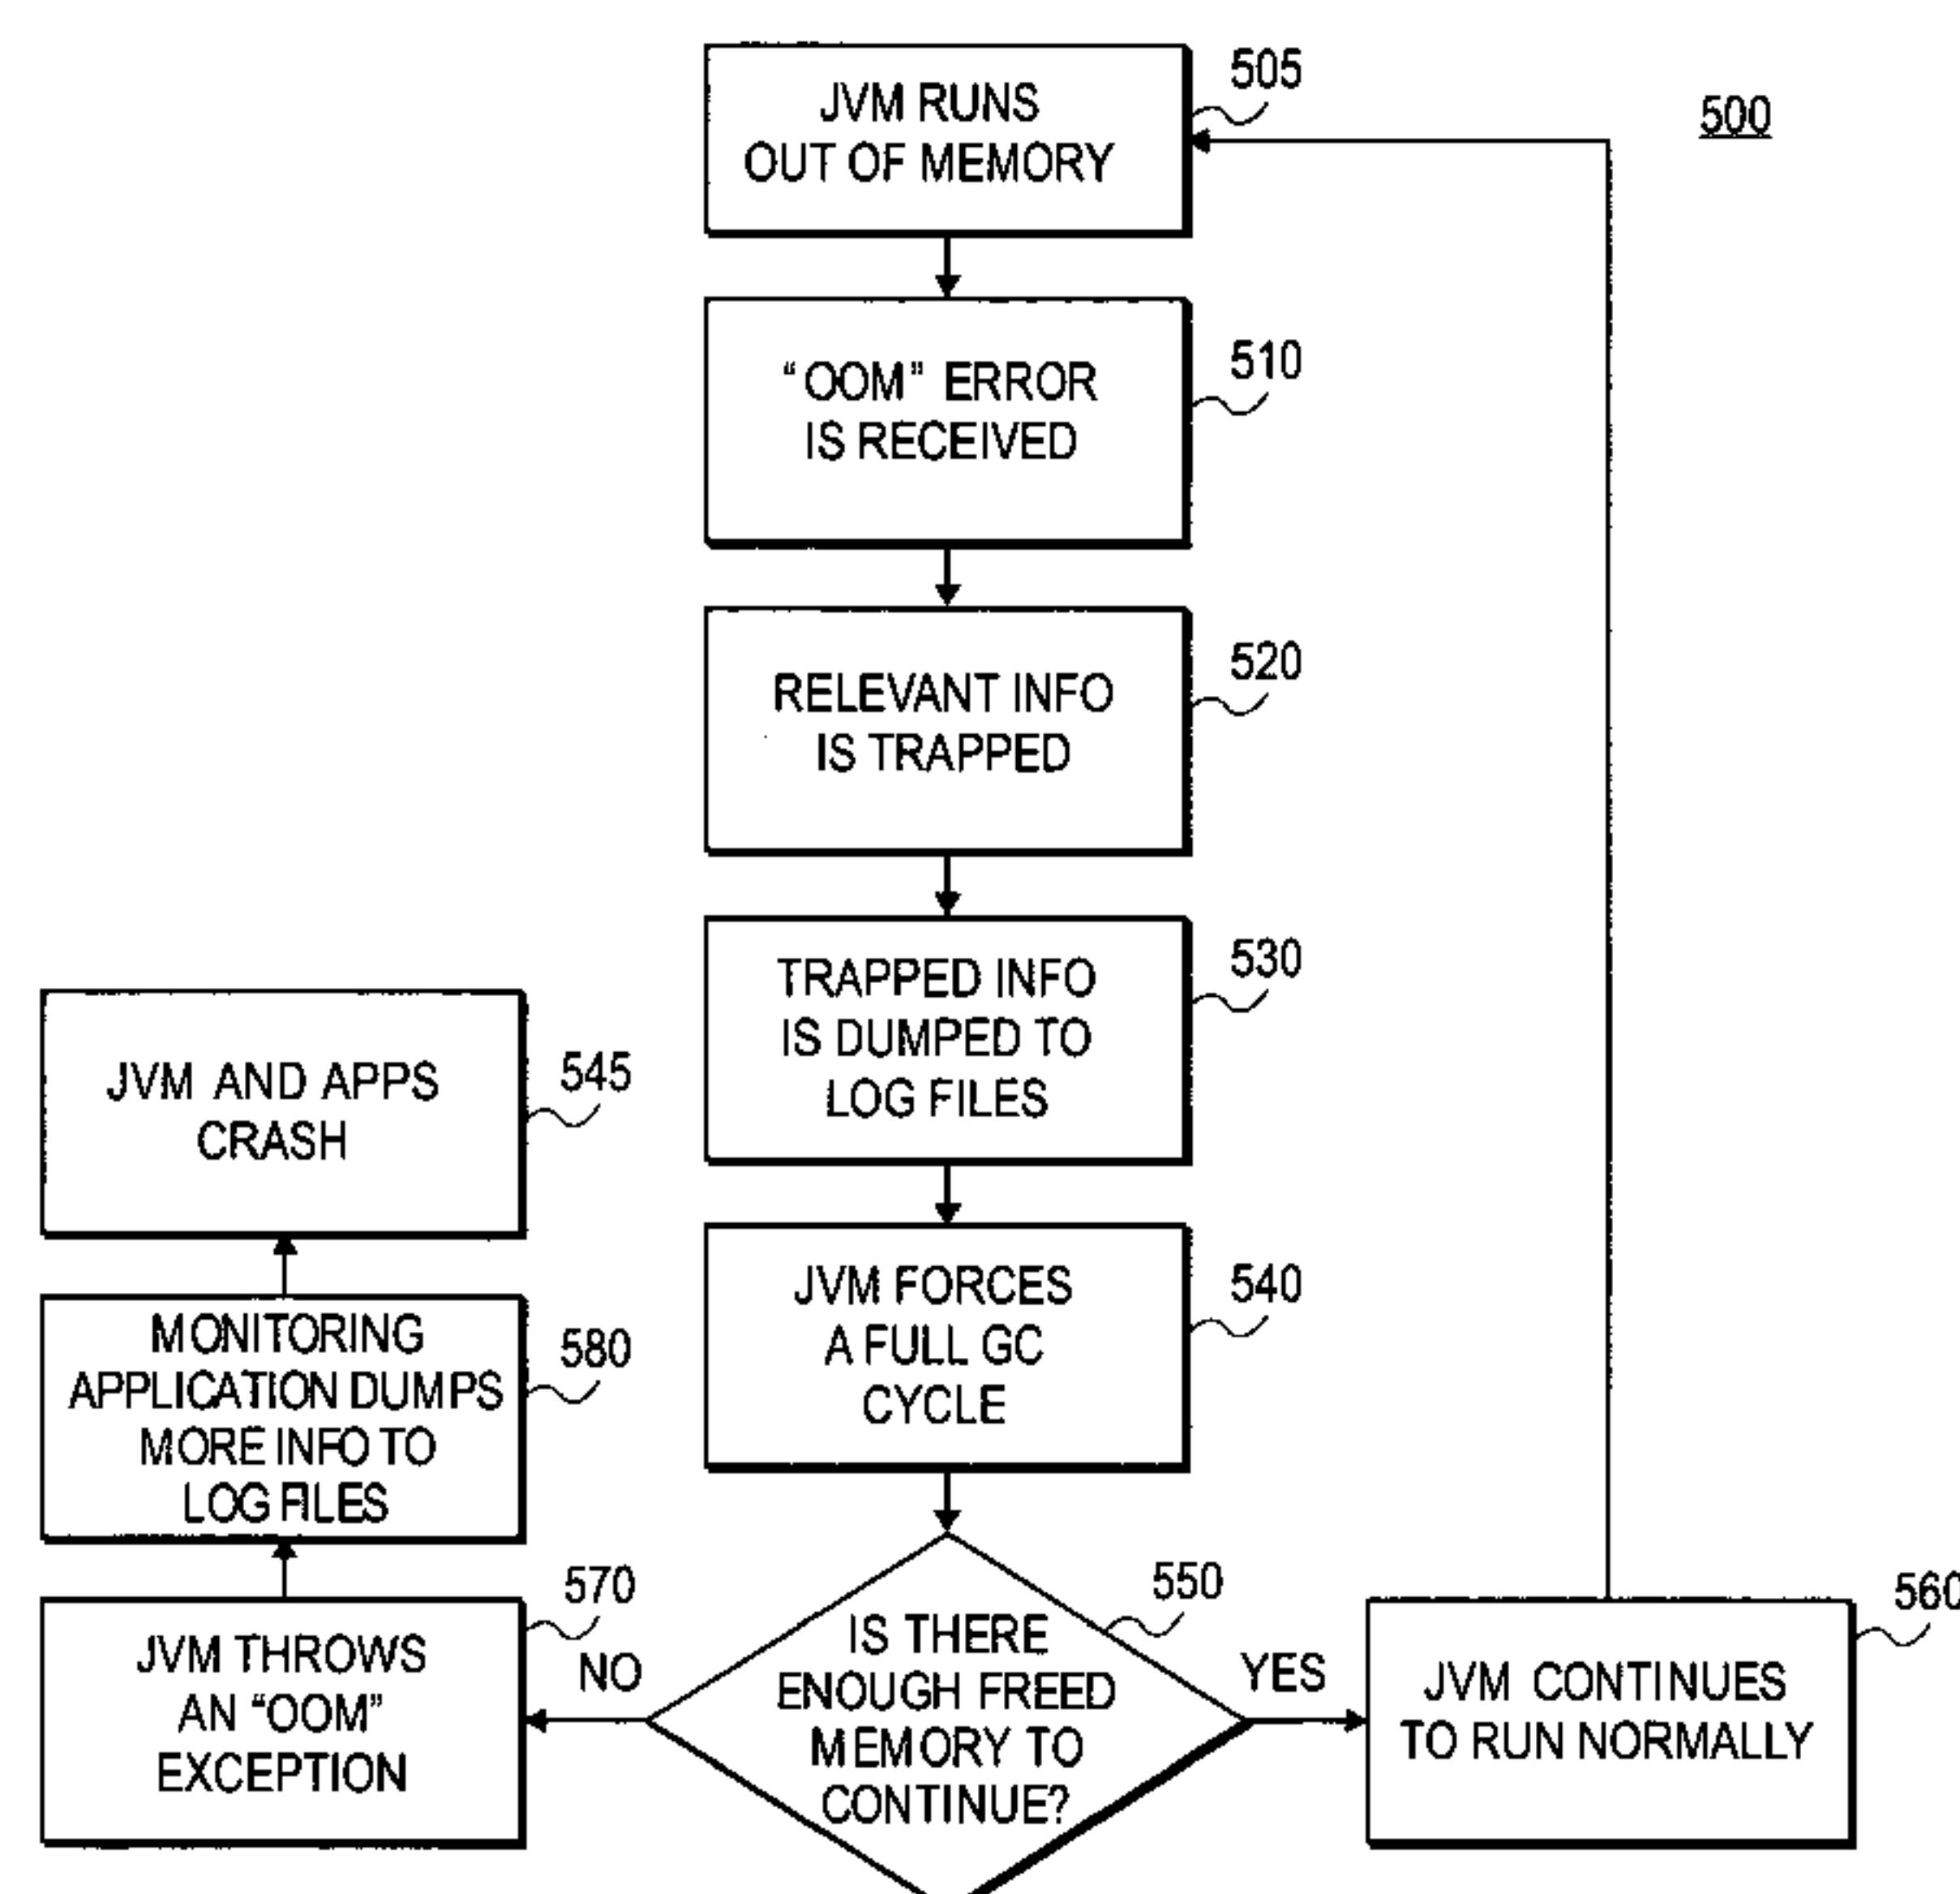 500
JVM RUNS
OUT OF MEMORY
505
"OOM" ERROR
IS RECEIVED
510
RELEVANT INFO
IS TRAPPED
520
TRAPPED INFO
IS DUMPED TO
LOG FILES
530
JVM FORCES
A FULL GC
CYCLE
540
IS THERE
ENOUGH FREED
MEMORY TO
CONTINUE?
550
YES
JVM CONTINUES
TO RUN NORMALLY
560
NO
JVM THROWS
AN "OOM"
EXCEPTION
570
MONITORING
APPLICATION DUMPS
MORE INFO TO
LOG FILES
580
JVM AND APPS
CRASH
545